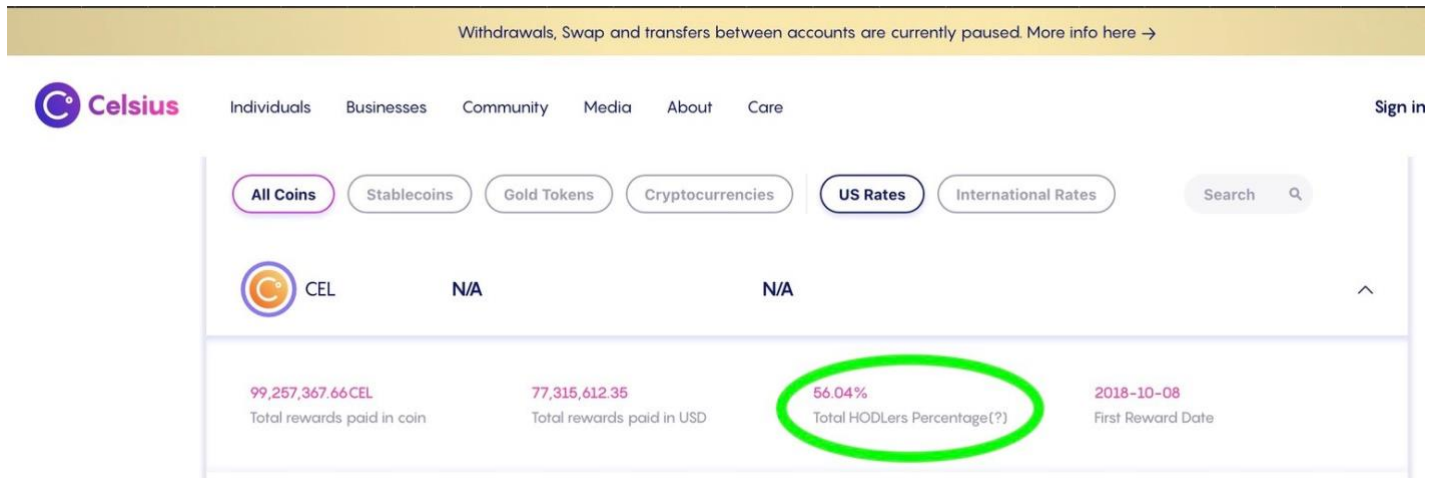 Withdrawals, Swap and transfers between accounts are currently paused. More info here →
Celsius Individuals Businesses Community Media About Care Sign in
All Coins Stablecoins Gold Tokens Cryptocurrencies US Rates International Rates Search
CEL N/A N/A
99,257,367.66CEL 77,315,612.35 56.04% 2018-10-08
Total rewards paid in coin Total rewards paid in USD Total HODLers Percentage(?) First Reward Date